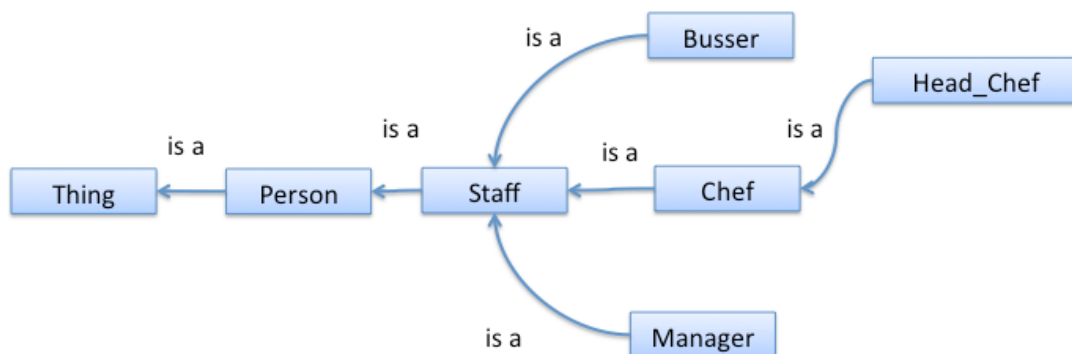 is a
Busser
Head_Chef
is a
is a
is a
is a
Thing
Person
Staff
Chef
is a
Manager